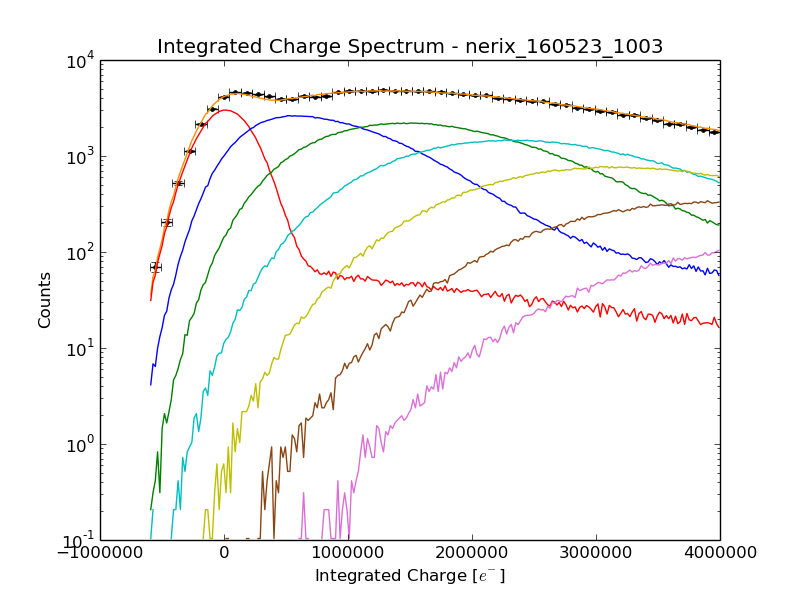 Integrated Charge Spectrum - nerix_160523_1003
10^4
10^3
10^2
10^1
10^0
10^-1
Counts
−1000000 0 1000000 2000000 3000000 4000000
Integrated Charge [e^-]